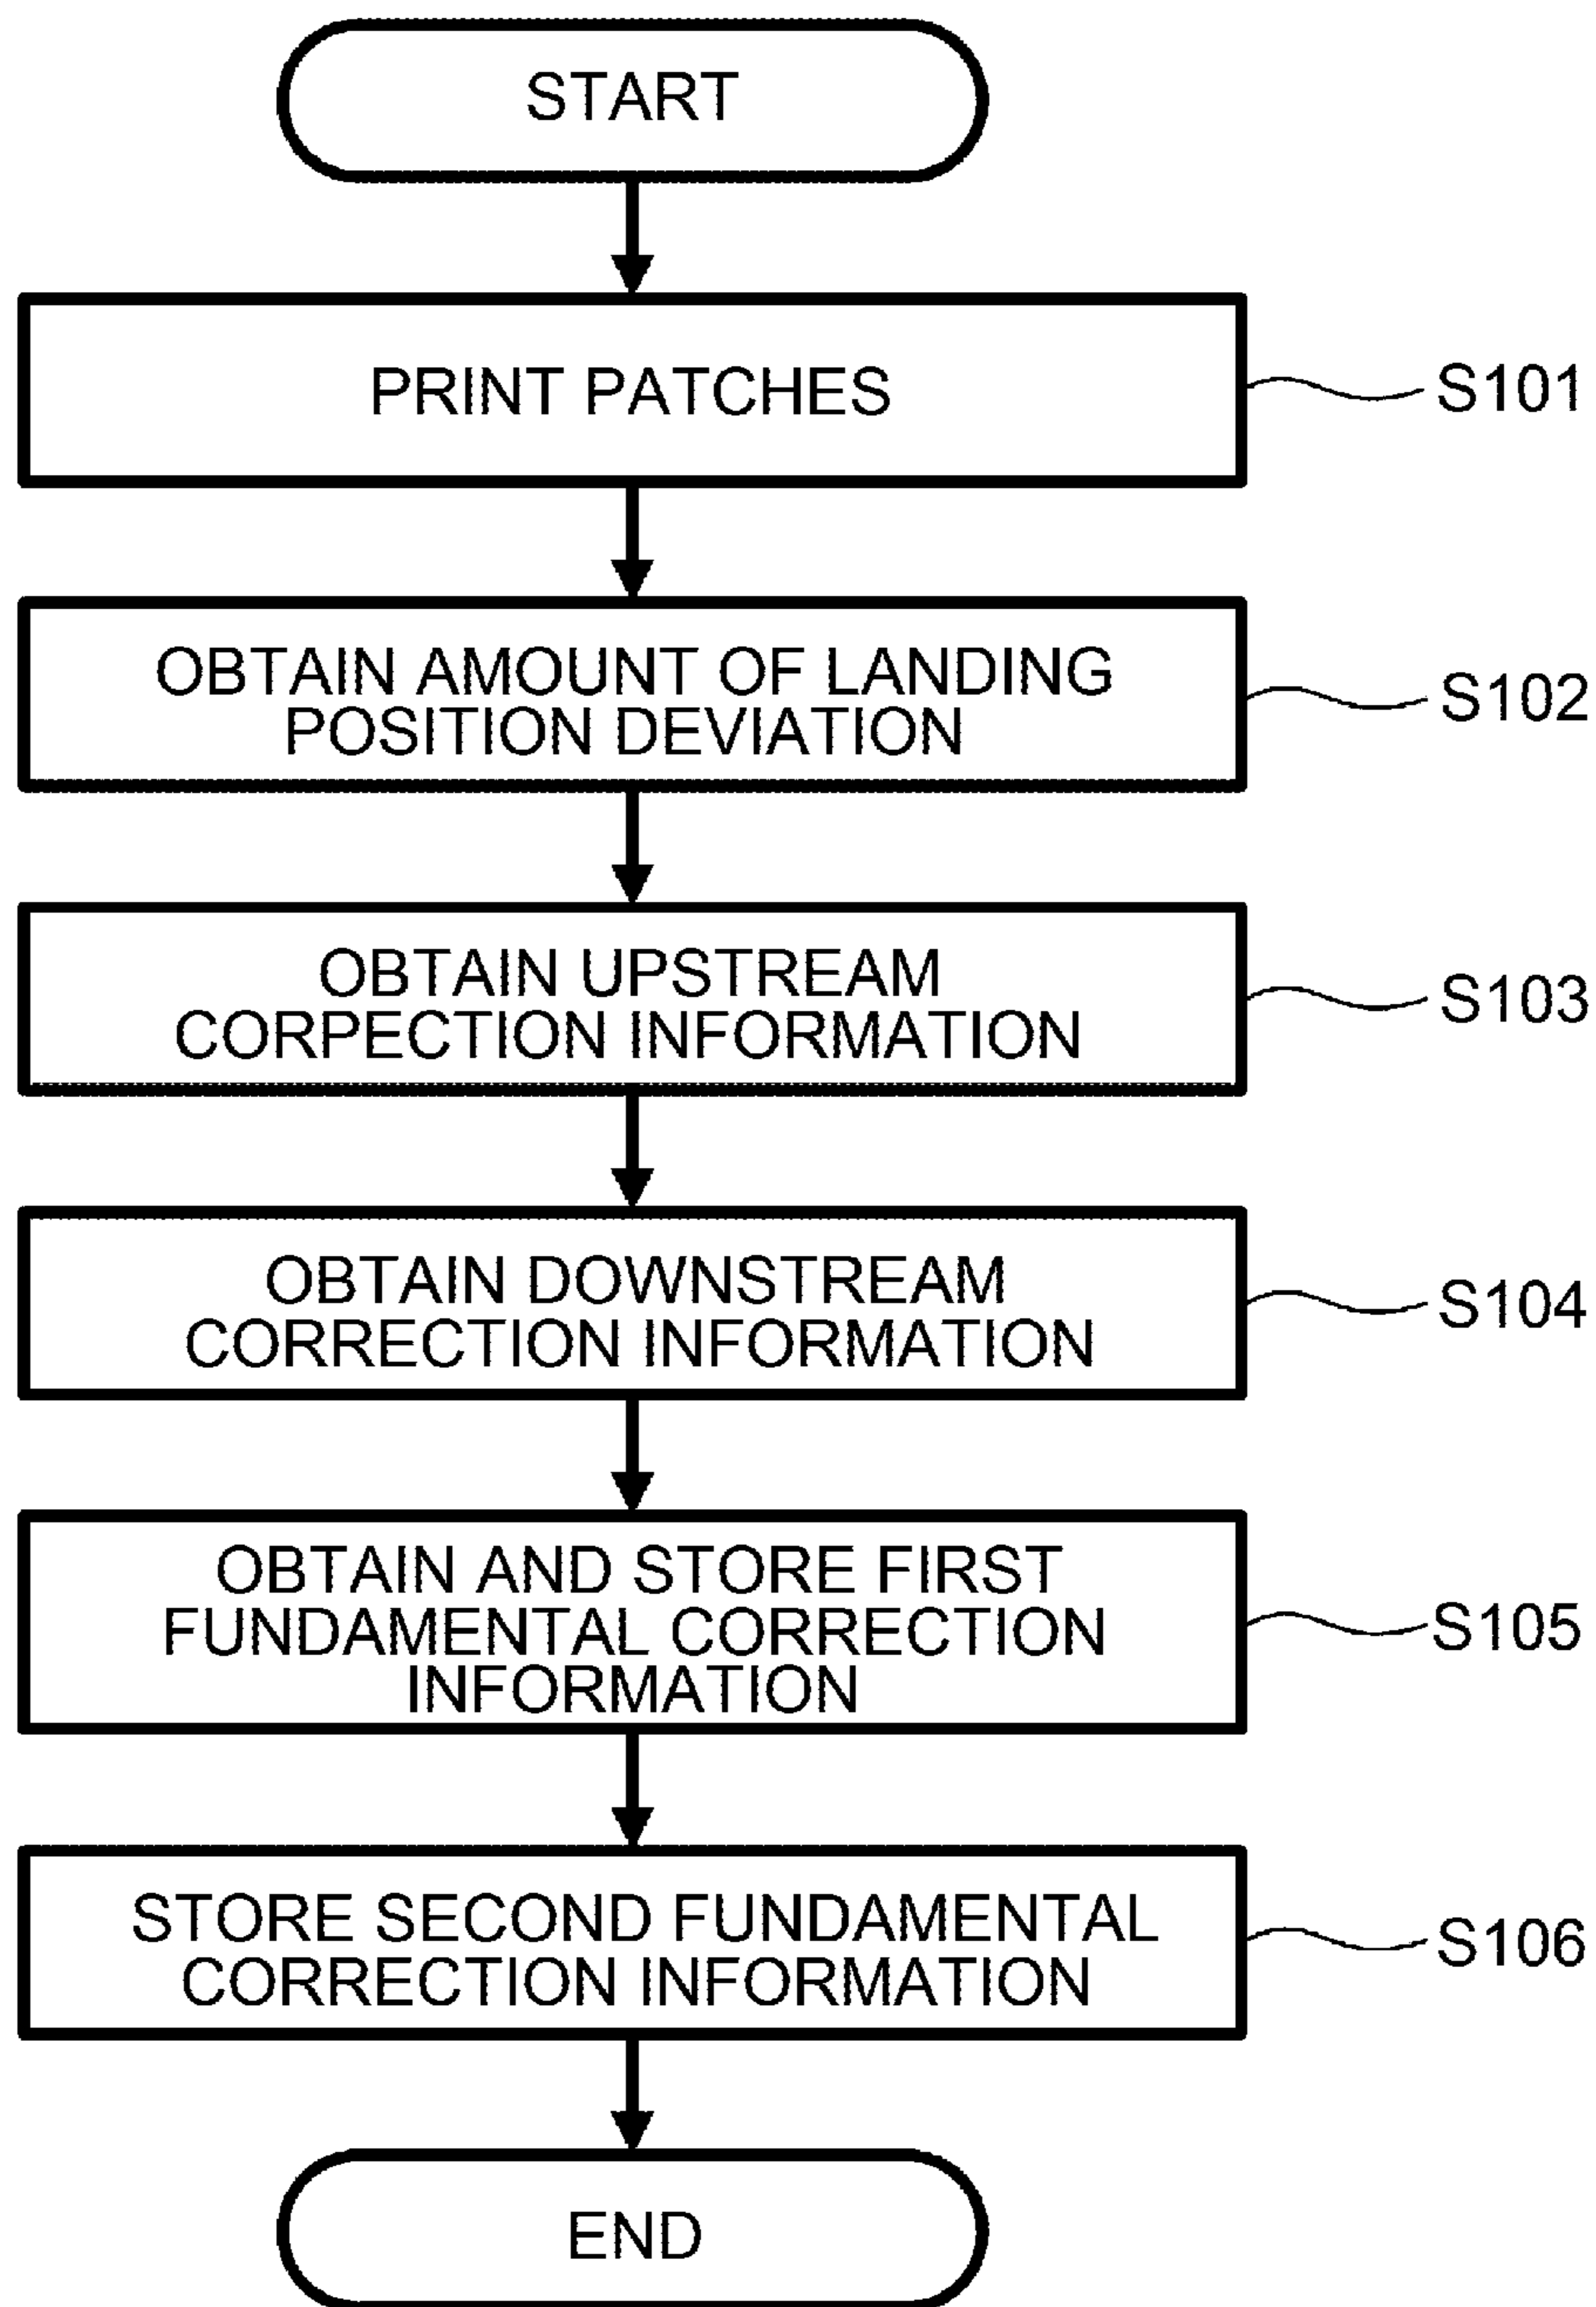 START
PRINT PATCHES
S101
OBTAIN AMOUNT OF LANDING
POSITION DEVIATION
S102
OBTAIN UPSTREAM
CORPECTION INFORMATION
S103
OBTAIN DOWNSTREAM
CORRECTION INFORMATION
S104
OBTAIN AND STORE FIRST
FUNDAMENTAL CORRECTION
INFORMATION
S105
STORE SECOND FUNDAMENTAL
CORRECTION INFORMATION
S106
END